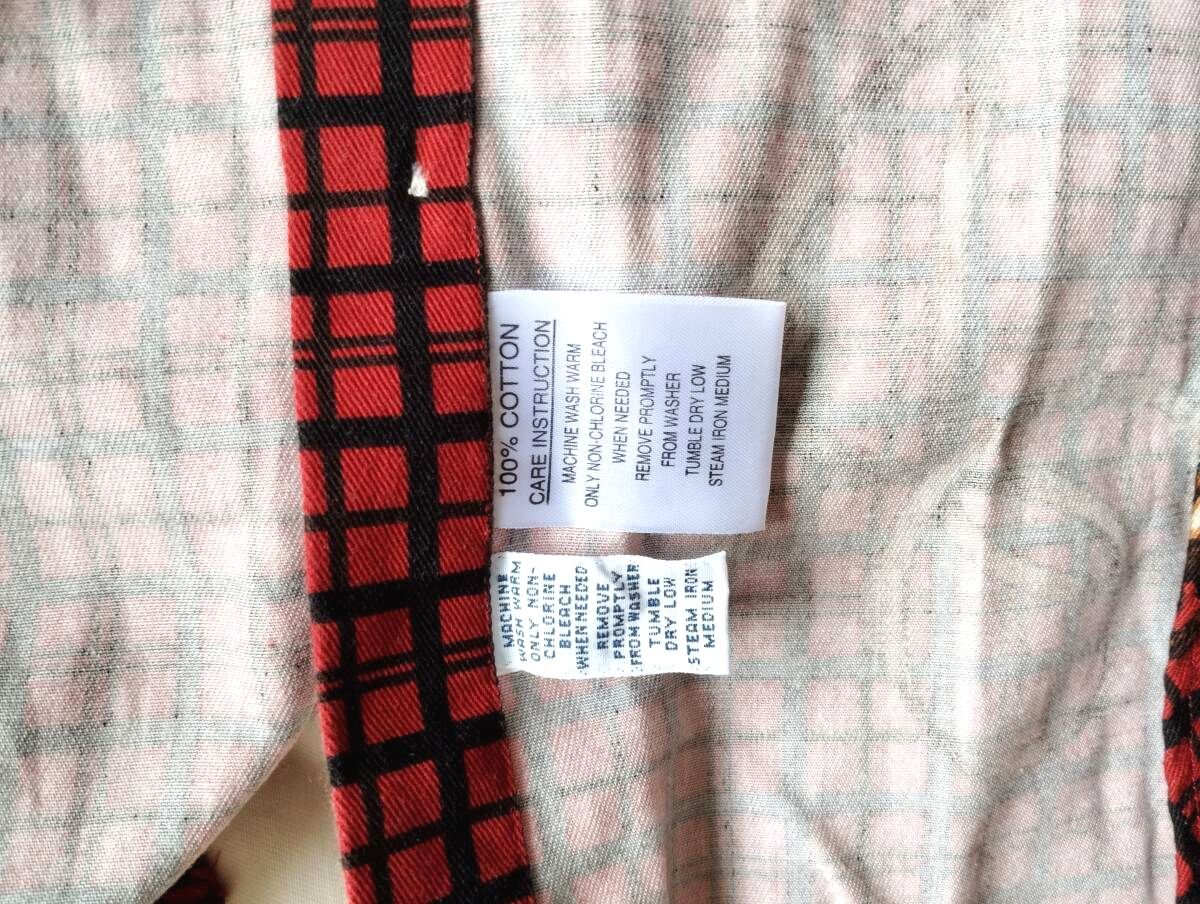 100% COTTON
CARE INSTRUCTION
MACHINE WASH WARM
ONLY NON-CHLORINE BLEACH
WHEN NEEDED
REMOVE PROMPTLY
FROM WASHER
TUMBLE DRY LOW
STEAM IRON MEDIUM
MACHINE
WASH WARM
ONLY NON-
CHLORINE
BLEACH
WHEN NEEDED
REMOVE
PROMPTLY
FROM WASHER
TUMBLE
DRY LOW
STEAM IRON
MEDIUM